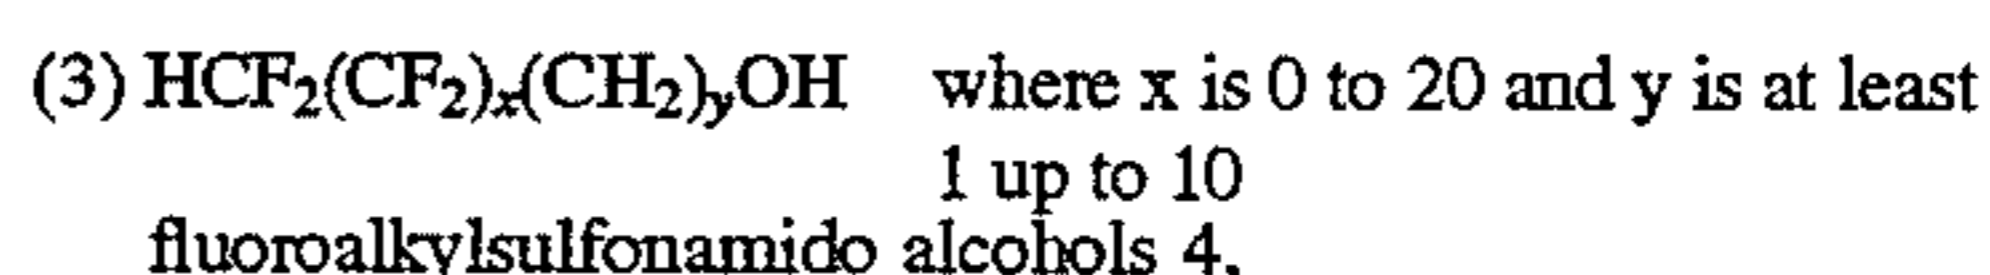 (3) HCF₂(CF₂)ₓ(CH₂)ᵧOH where x is 0 to 20 and y is at least
1 up to 10
fluoroalkylsulfonamido alcohols 4,